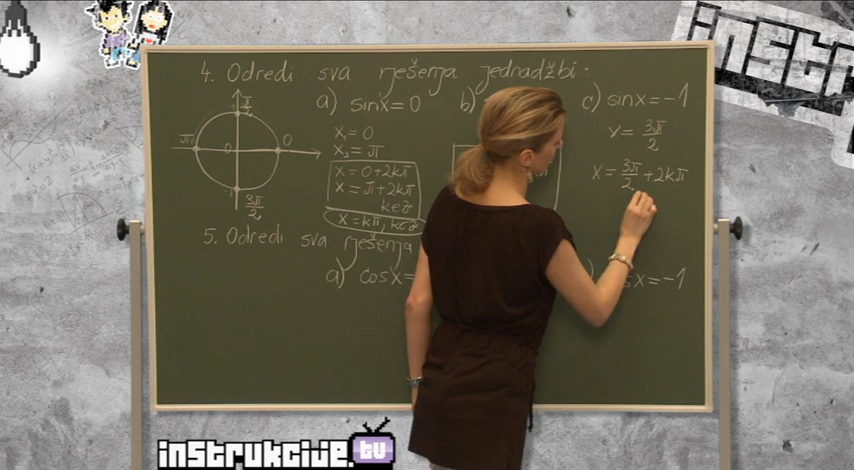 4. Odredi sva rješenja jednadžbi:
π/2
π
0
0
3π/2
a) sinx=0
x₁=0
x₂=π
x=0+2kπ
x=π+2kπ
k∈Z
x=kπ, k∈Z
b)
c) sinx=-1
x=3π/2
x=3π/2+2kπ
5. Odredi sva rješenja
a) cosx=
x=-1
instrukcije.tv